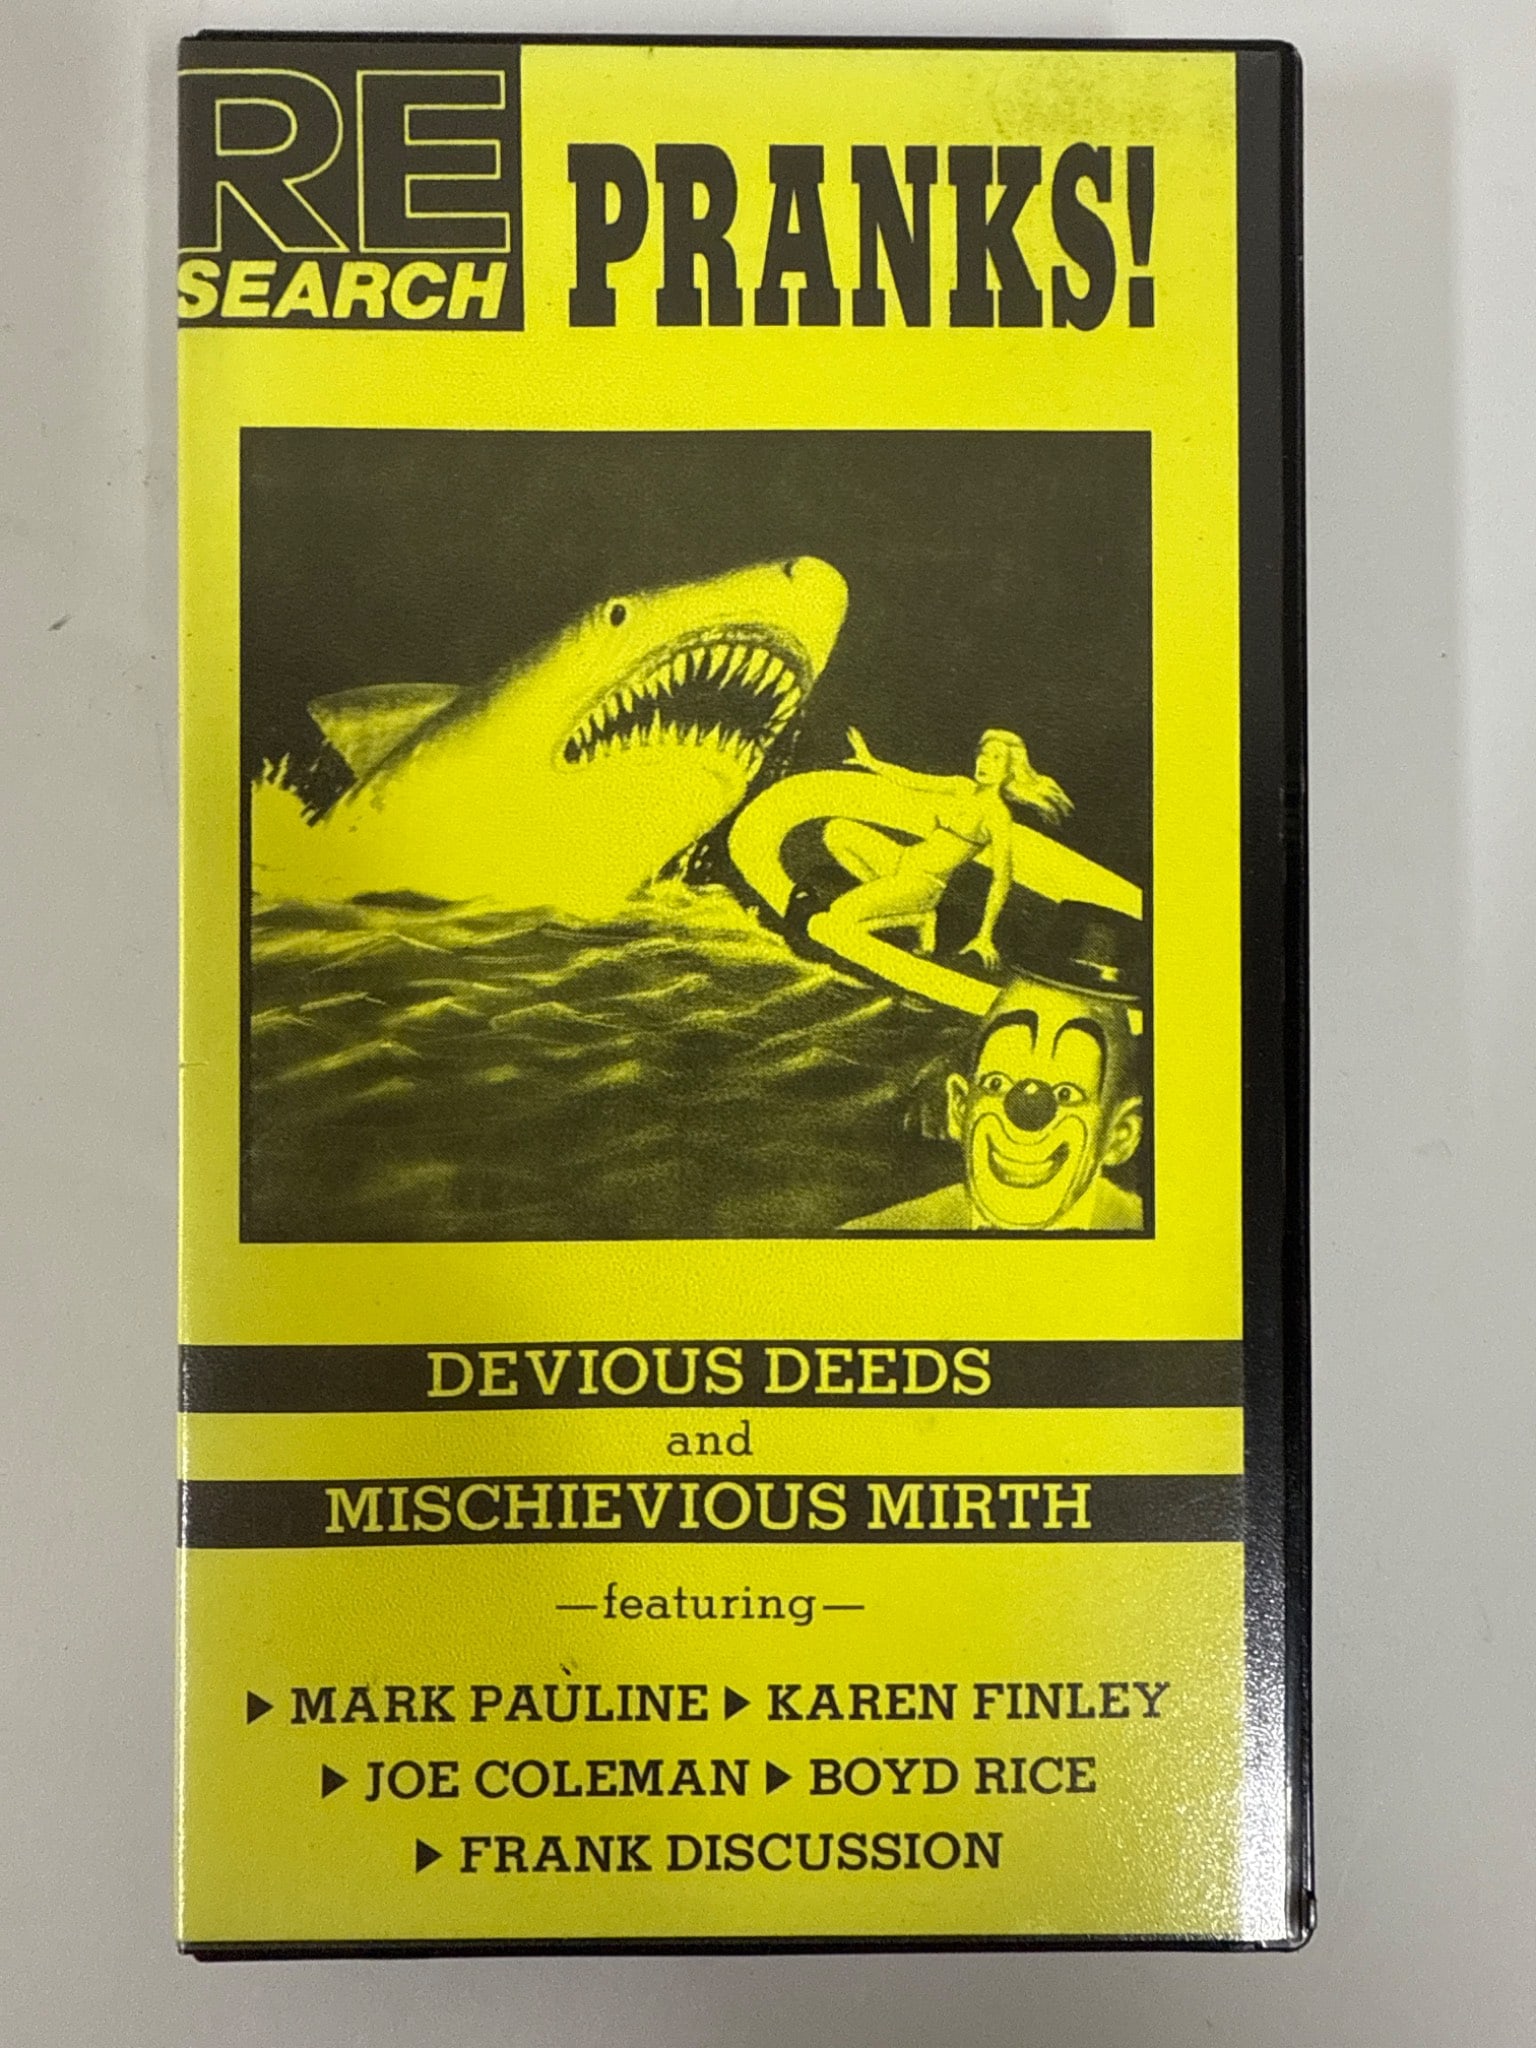 RE
SEARCH
PRANKS!
DEVIOUS DEEDS
and
MISCHIEVIOUS MIRTH
—featuring—
▶ MARK PAULINE ▶ KAREN FINLEY
▶ JOE COLEMAN ▶ BOYD RICE
▶ FRANK DISCUSSION